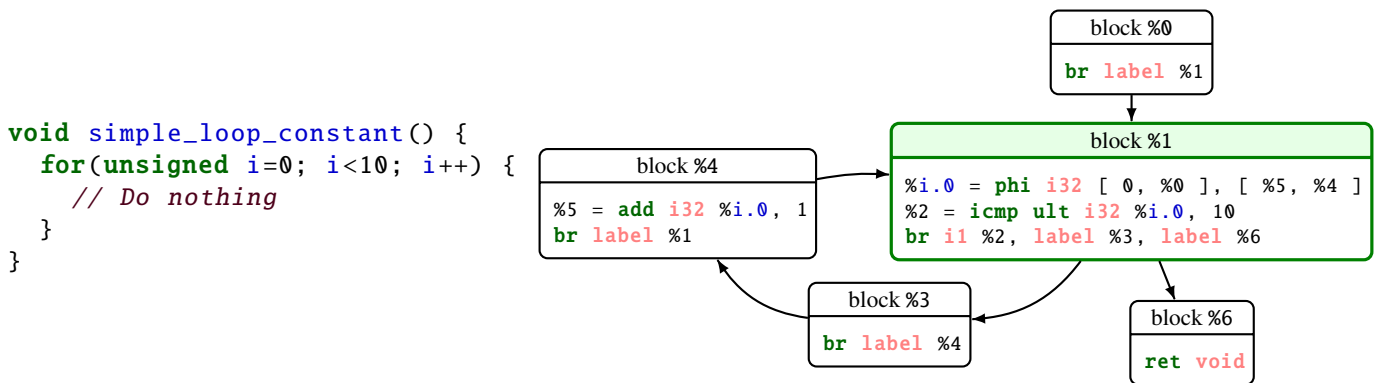 void simple_loop_constant() {
  for(unsigned i=0; i<10; i++) {
    // Do nothing
  }
}
block %0
br label %1
block %1
%i.0 = phi i32 [ 0, %0 ], [ %5, %4 ]
%2 = icmp ult i32 %i.0, 10
br i1 %2, label %3, label %6
block %4
%5 = add i32 %i.0, 1
br label %1
block %3
br label %4
block %6
ret void